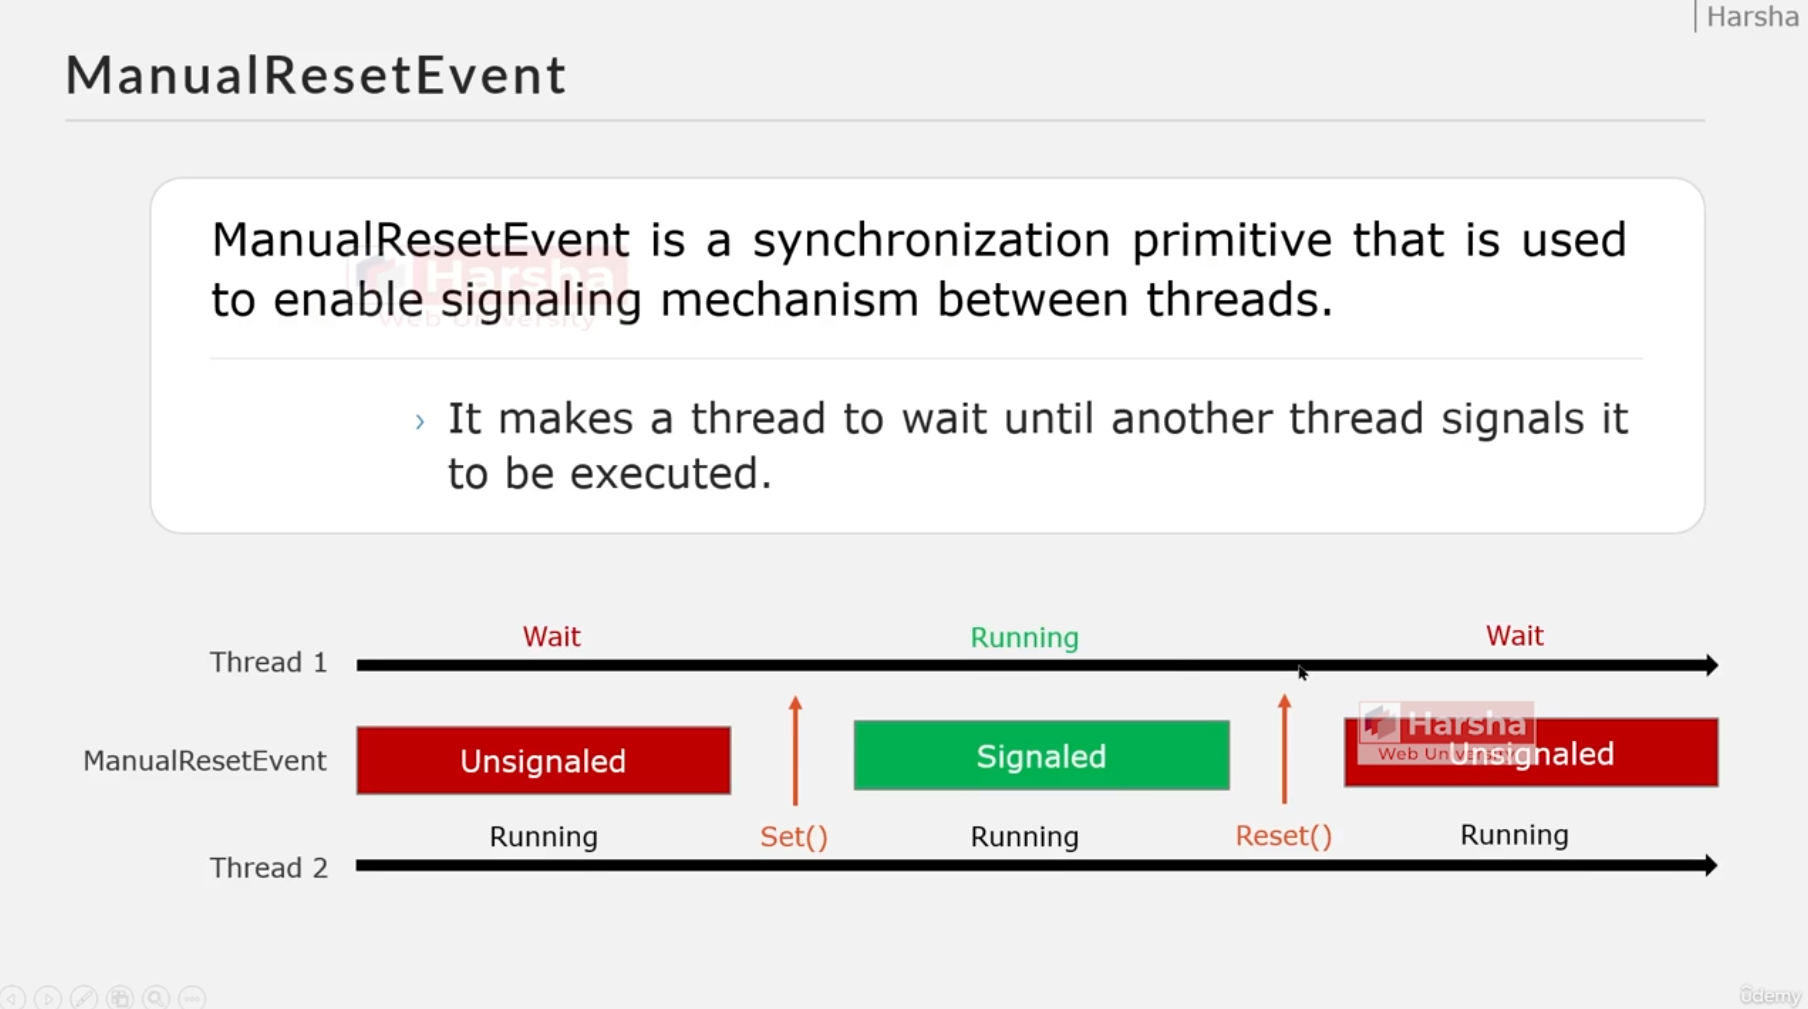 Harsha
ManualResetEvent
ManualResetEvent is a synchronization primitive that is used
to enable signaling mechanism between threads.
Harsha
Web University
› It makes a thread to wait until another thread signals it
to be executed.
Wait Running Wait
Thread 1
Harsha
Web University
ManualResetEvent Unsignaled Signaled Unsignaled
Running Set() Running Reset() Running
Thread 2
ûdemy